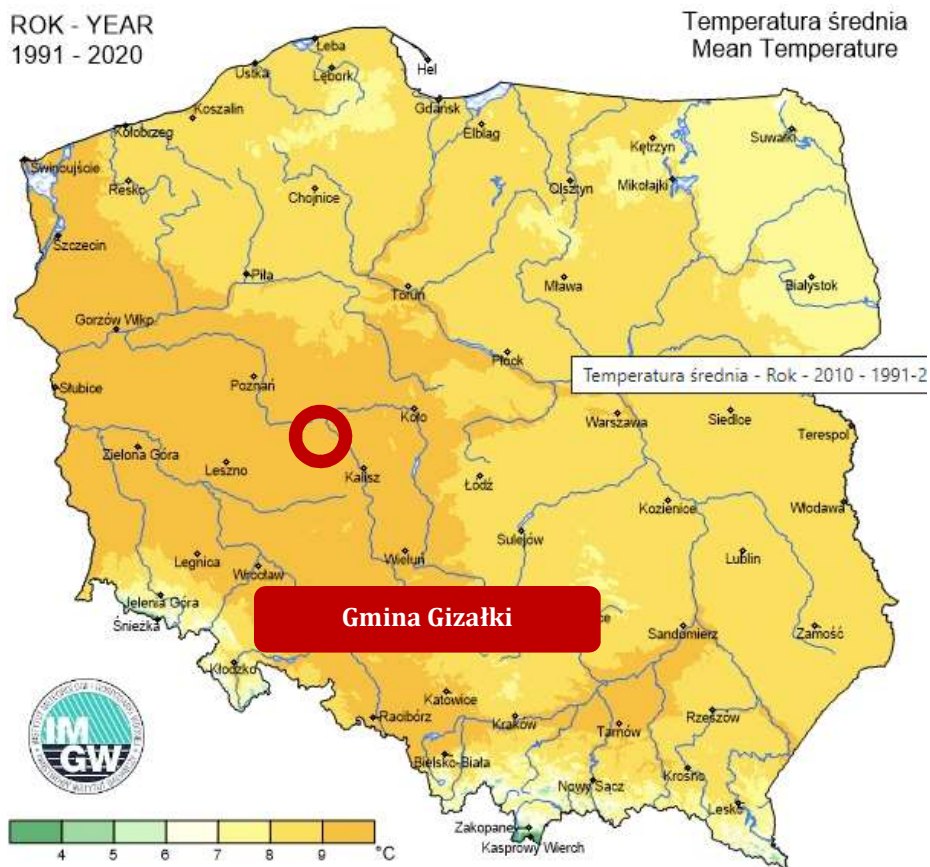 ROK - YEAR
1991 - 2020
Temperatura średnia
Mean Temperature
Łeba
Hel
Ustka
Lębork
Gdańsk
Koszalin
Kołobrzeg
Elbląg
Kętrzyn
Suwałki
Świnoujście
Resko
Chojnice
Olsztyn
Mikołajki
Szczecin
Piła
Toruń
Mława
Białystok
Gorzów Wlkp.
Płock
Temperatura średnia - Rok - 2010 - 1991-2
Słubice
Poznań
Koło
Warszawa
Siedlce
Terespol
Zielona Góra
Leszno
Kalisz
Łódź
Kozienice
Włodawa
Sulejów
Legnica
Wrocław
Wieluń
Lublin
Jelenia Góra
Śnieżka
Gmina Gizałki
ce
Sandomierz
Zamość
Kłodzko
Katowice
Racibórz
Kraków
Tarnów
Rzeszów
IM
GW
Bielsko-Biała
Nowy Sącz
Krosno
Lesko
Zakopane
Kasprowy Wierch
4 5 6 7 8 9 °C